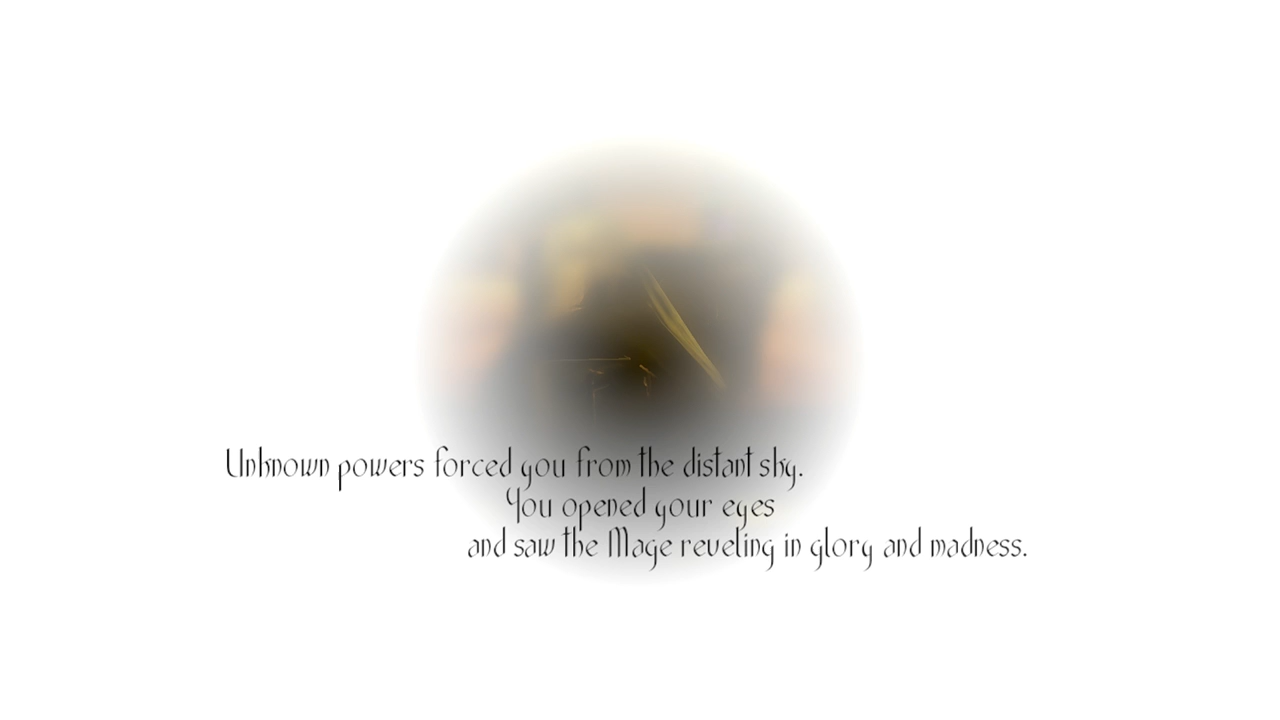 Unknown powers forced you from the distant sky.
You opened your eyes
and saw the Mage reveling in glory and madness.